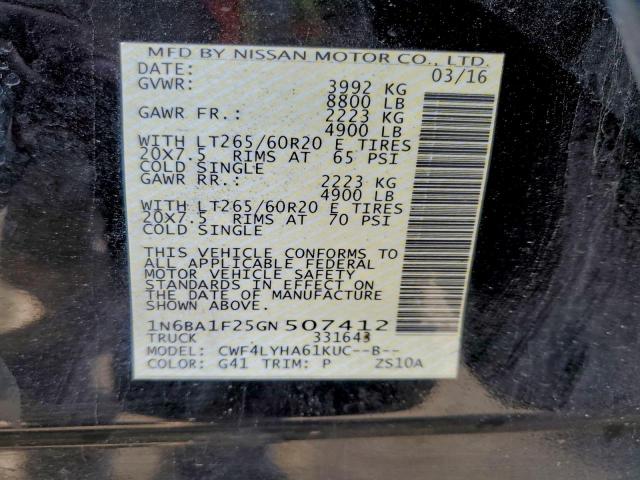 MFD BY NISSAN MOTOR CO., LTD.
DATE: 03/16
GVWR: 3992 KG
8800 LB
GAWR FR.: 2223 KG
4900 LB
WITH LT265/60R20 E TIRES
20X7.5 RIMS AT 65 PSI
COLD SINGLE
GAWR RR.: 2223 KG
4900 LB
WITH LT265/60R20 E TIRES
20X7.5 RIMS AT 70 PSI
COLD SINGLE
THIS VEHICLE CONFORMS TO
ALL APPLICABLE FEDERAL
MOTOR VEHICLE SAFETY
STANDARDS IN EFFECT ON
THE DATE OF MANUFACTURE
SHOWN ABOVE.
1N6BA1F25GN507412
TRUCK 331643
MODEL: CWF4LYHA61KUC--B--
COLOR: G41 TRIM: P ZS10A